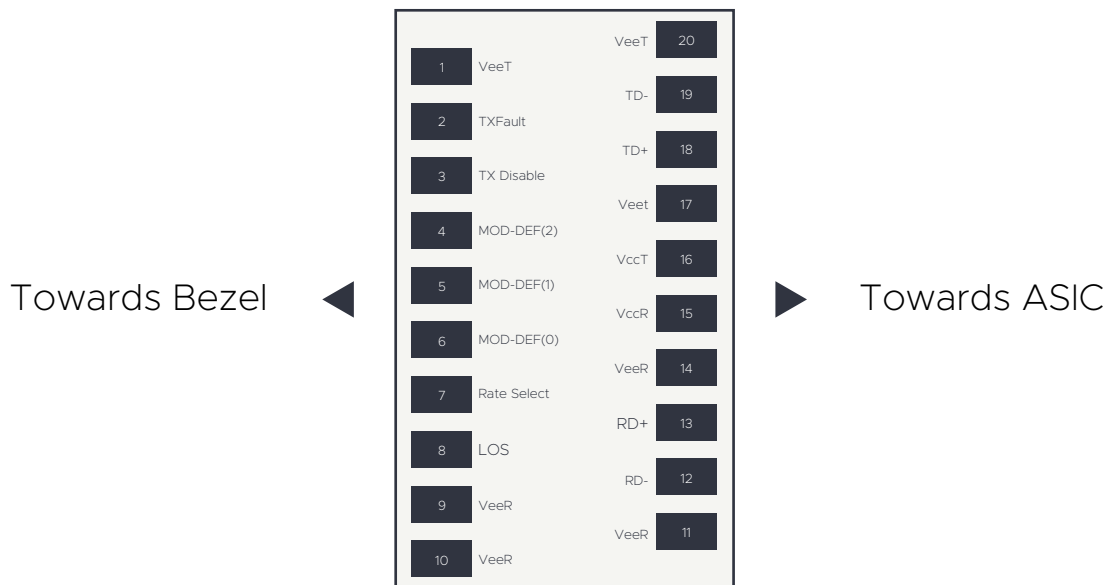 VeeT 20
1 VeeT
TD- 19
2 TXFault
TD+ 18
3 TX Disable
Veet 17
4 MOD-DEF(2)
VccT 16
Towards Bezel
5 MOD-DEF(1)
Towards ASIC
VccR 15
6 MOD-DEF(0)
VeeR 14
7 Rate Select
RD+ 13
8 LOS
RD- 12
9 VeeR
VeeR 11
10 VeeR